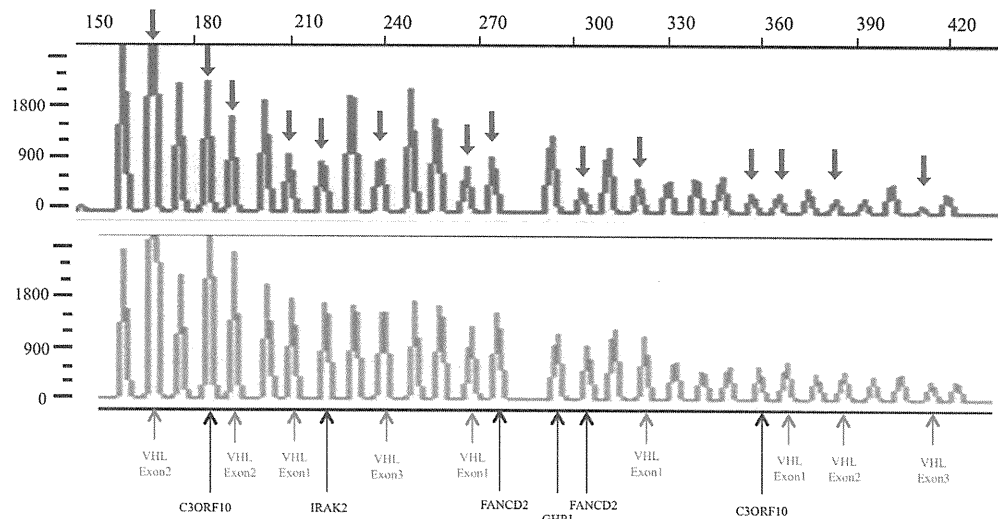 150 180 210 240 270 300 330 360 390 420
1800
900
0
1800
900
0
VHL Exon2
VHL Exon2
VHL Exon1
VHL Exon3
VHL Exon1
VHL Exon1
VHL Exon1
VHL Exon2
VHL Exon3
C3ORF10 IRAK2 FANCD2 FANCD2 C3ORF10